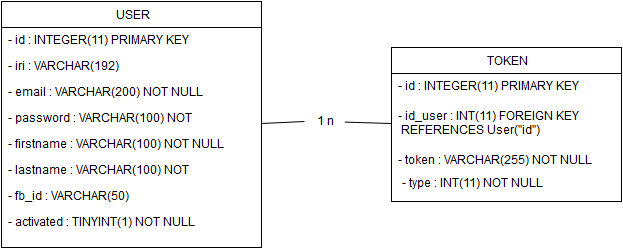 USER
- id : INTEGER(11) PRIMARY KEY
- iri : VARCHAR(192)
- email : VARCHAR(200) NOT NULL
- password : VARCHAR(100) NOT
- firstname : VARCHAR(100) NOT NULL
- lastname : VARCHAR(100) NOT
- fb_id : VARCHAR(50)
- activated : TINYINT(1) NOT NULL
1 n
TOKEN
- id : INTEGER(11) PRIMARY KEY
- id_user : INT(11) FOREIGN KEY
REFERENCES User("id")
- token : VARCHAR(255) NOT NULL
- type : INT(11) NOT NULL